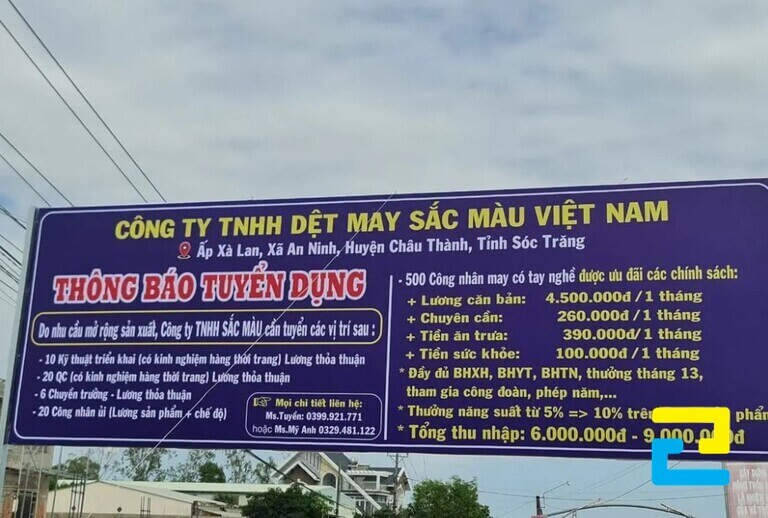 CÔNG TY TNHH DỆT MAY SẮC MÀU VIỆT NAM
Ấp Xà Lan, Xã An Ninh, Huyện Châu Thành, Tỉnh Sóc Trăng
THÔNG BÁO TUYỂN DỤNG
Do nhu cầu mở rộng sản xuất, Công ty TNHH SẮC MÀU cần tuyển các vị trí sau :
- 10 Kỹ thuật triển khai (có kinh nghiệm hàng thời trang) Lương thỏa thuận
- 20 QC (có kinh nghiệm hàng thời trang) Lương thỏa thuận
- 6 Chuyền trưởng - Lương thỏa thuận
- 20 Công nhân ủi (Lương sản phẩm + chế độ)
Mọi chi tiết liên hệ:
Ms.Tuyền: 0399.921.771
hoặc Ms.Mỹ Anh 0329.481.122
- 500 Công nhân may có tay nghề được ưu đãi các chính sách:
+ Lương căn bản: 4.500.000đ /1 tháng
+ Chuyên cần: 260.000đ /1 tháng
+ Tiền ăn trưa: 390.000đ/1 tháng
+ Tiền sức khỏe: 100.000đ /1 tháng
* Đầy đủ BHXH, BHYT, BHTN, thưởng tháng 13,
tham gia công đoàn, phép năm,...
* Thưởng năng suất từ 5% => 10% trên phẩm
* Tổng thu nhập: 6.000.000đ - 9.000.000đ